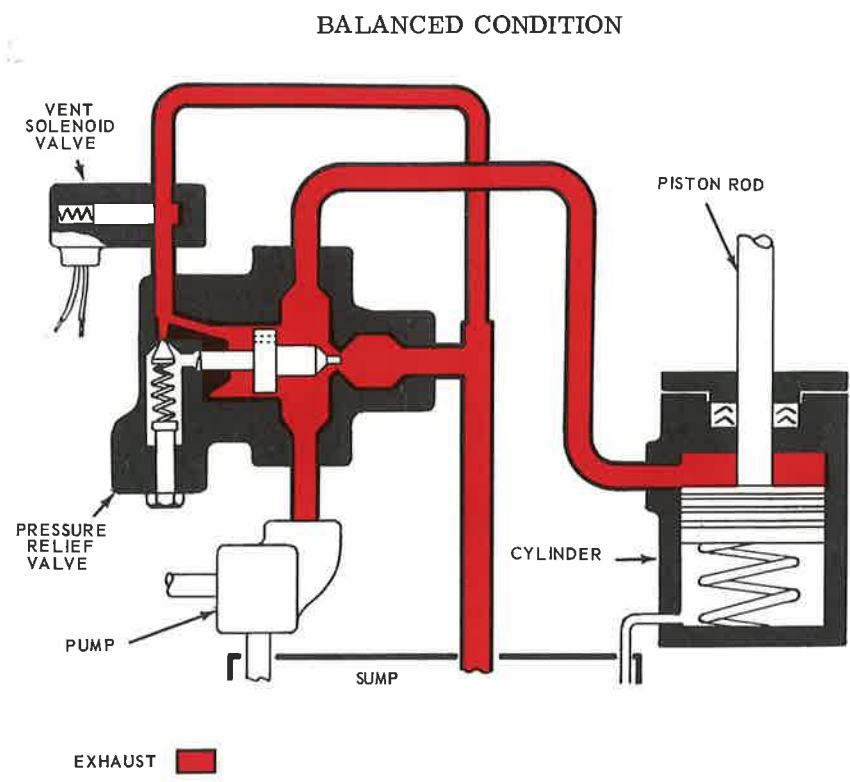 BALANCED CONDITION
VENT
SOLENOID
VALVE
PISTON ROD
PRESSURE
RELIEF
VALVE
CYLINDER
PUMP
SUMP
EXHAUST